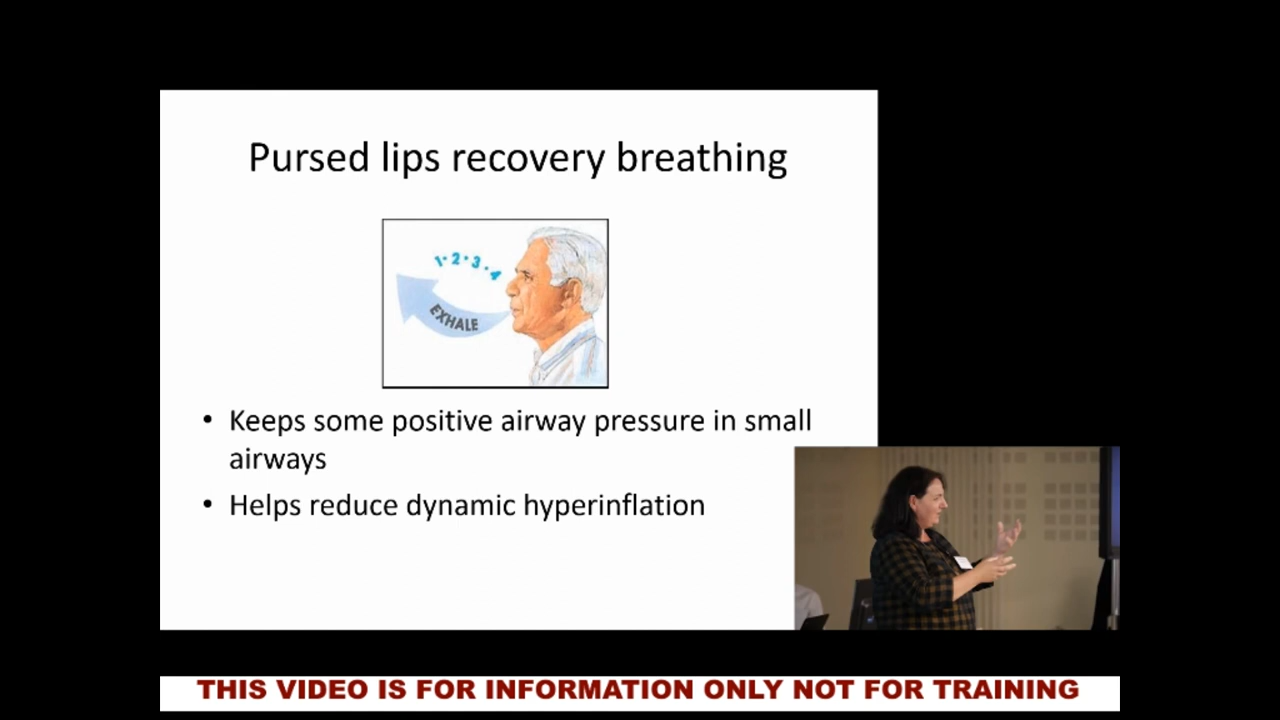 Pursed lips recovery breathing
1·2·3·4
EXHALE
• Keeps some positive airway pressure in small
airways
• Helps reduce dynamic hyperinflation
THIS VIDEO IS FOR INFORMATION ONLY NOT FOR TRAINING